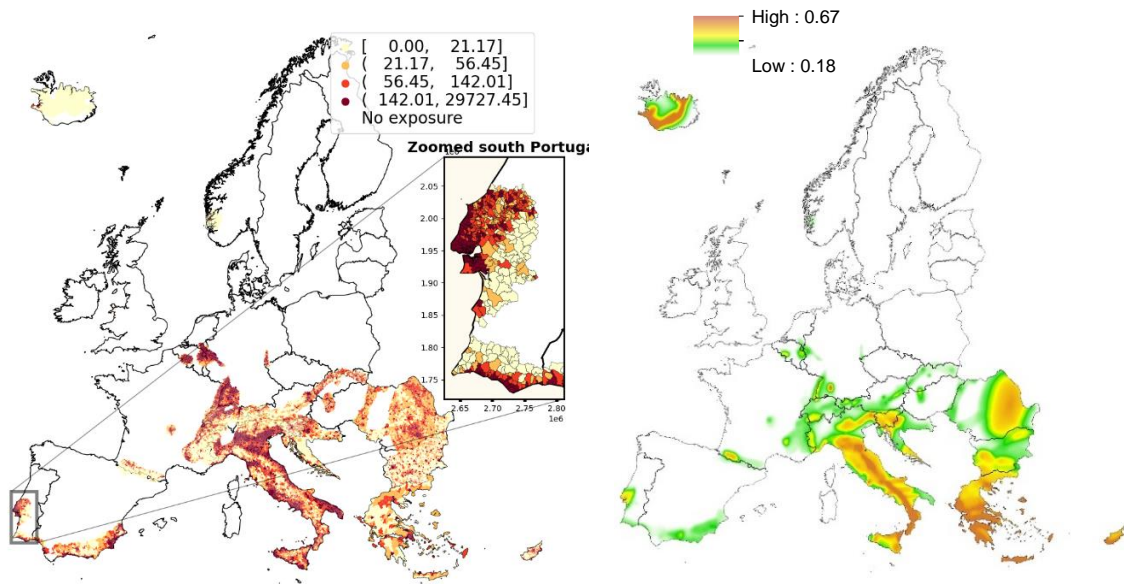 [ 0.00, 21.17]
( 21.17, 56.45]
( 56.45, 142.01]
( 142.01, 29727.45]
No exposure
Zoomed south Portuga
1e6
2.05
2.00
1.95
1.90
1.85
1.80
1.75
2.65 2.70 2.75 2.80
1e6
High : 0.67
Low : 0.18